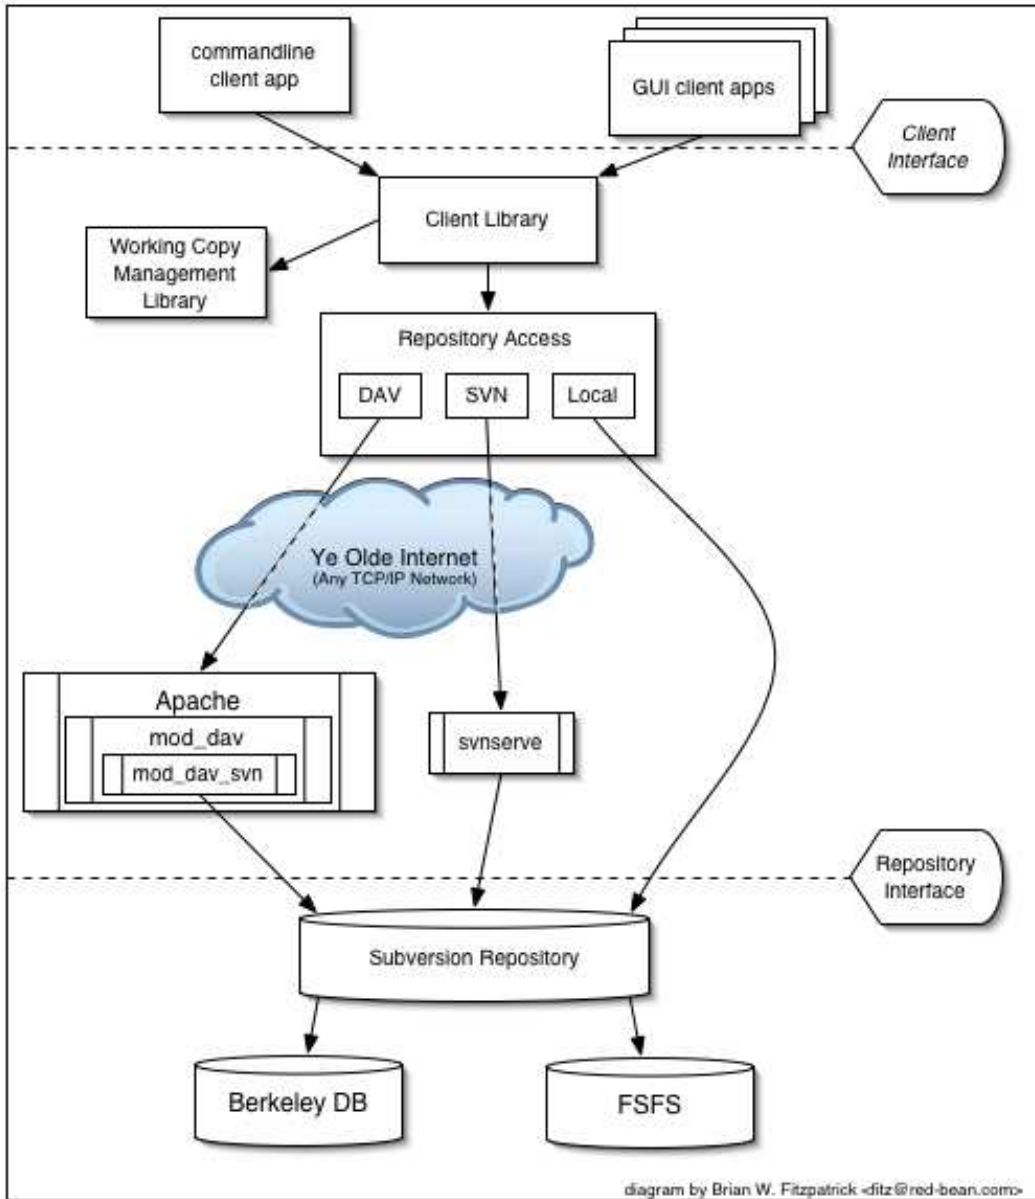 commandline
client app
GUI client apps
Client
Interface
Client Library
Working Copy
Management
Library
Repository Access
DAV
SVN
Local
Ye Olde Internet
(Any TCP/IP Network)
Apache
mod_dav
mod_dav_svn
svnserve
Repository
Interface
Subversion Repository
Berkeley DB
FSFS
diagram by Brian W. Fitzpatrick <fitz@red-bean.com>